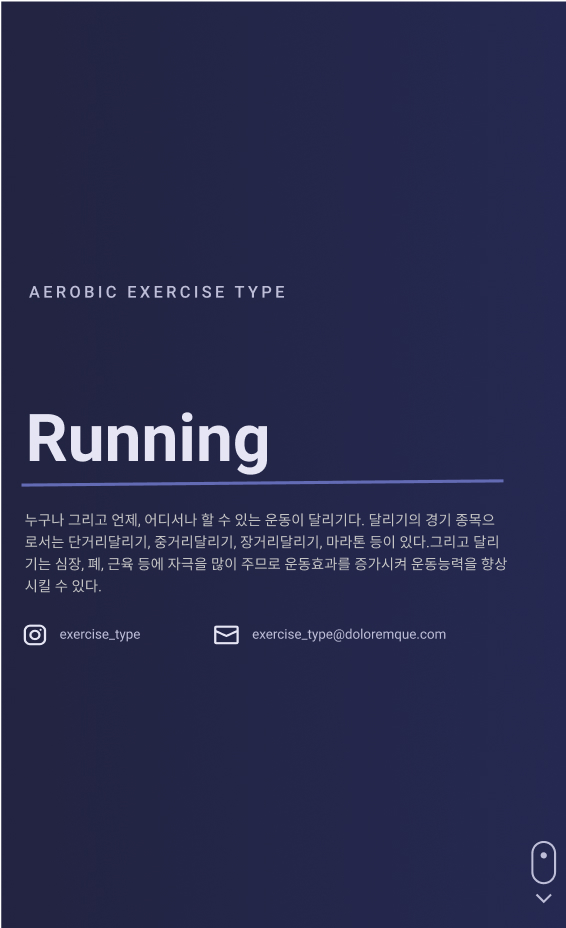 AEROBIC EXERCISE TYPE
Running
누구나 그리고 언제, 어디서나 할 수 있는 운동이 달리기다. 달리기의 경기 종목으
로서는 단거리달리기, 중거리달리기, 장거리달리기, 마라톤 등이 있다.그리고 달리
기는 심장, 폐, 근육 등에 자극을 많이 주므로 운동효과를 증가시켜 운동능력을 향상
시킬 수 있다.
exercise_type exercise_type@doloremque.com